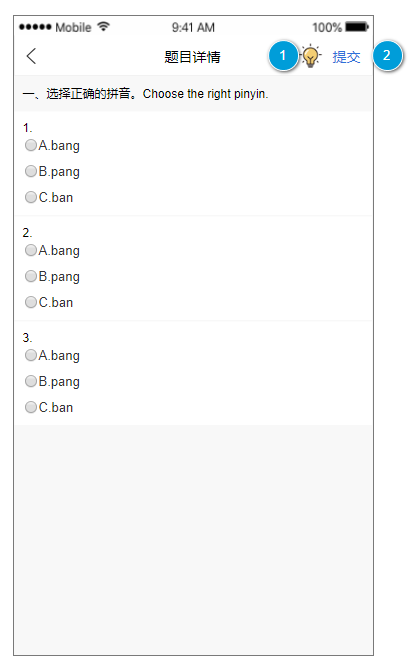 Mobile 9:41 AM 100%
题目详情 1 提交 2
一、选择正确的拼音。Choose the right pinyin.
1.
A.bang
B.pang
C.ban
2.
A.bang
B.pang
C.ban
3.
A.bang
B.pang
C.ban